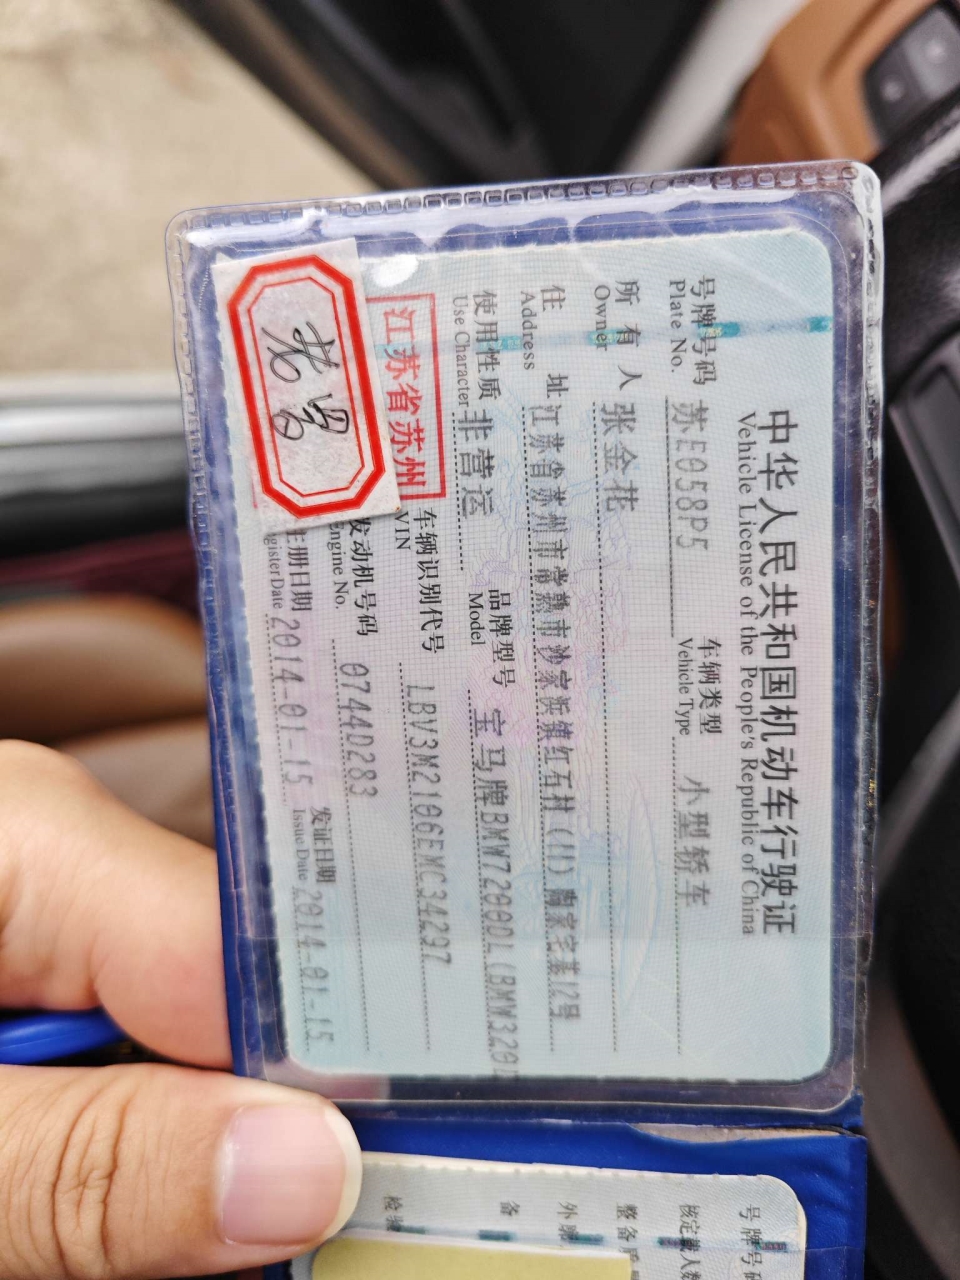 中华人民共和国机动车行驶证
Vehicle License of the People's Republic of China
号牌号码 苏E058P5 车辆类型 小型轿车
Plate No. Vehicle Type
所有人 张金花
Owner
住址 江苏省苏州市常熟市沙家浜镇红石村(11)陶家宅基12号
Address
使用性质 非营运 品牌型号 宝马牌BMW7200DL(BMW320
Use Character Model
江苏省苏州
车辆识别代号 LBV3M2106EMC34297
VIN
发动机号码 0744D283
Engine No.
注册日期 2014-01-15 发证日期 2014-01-15
gisterDate Issue Date
号牌号码
核定载人数
整备质
外廓
备
检验